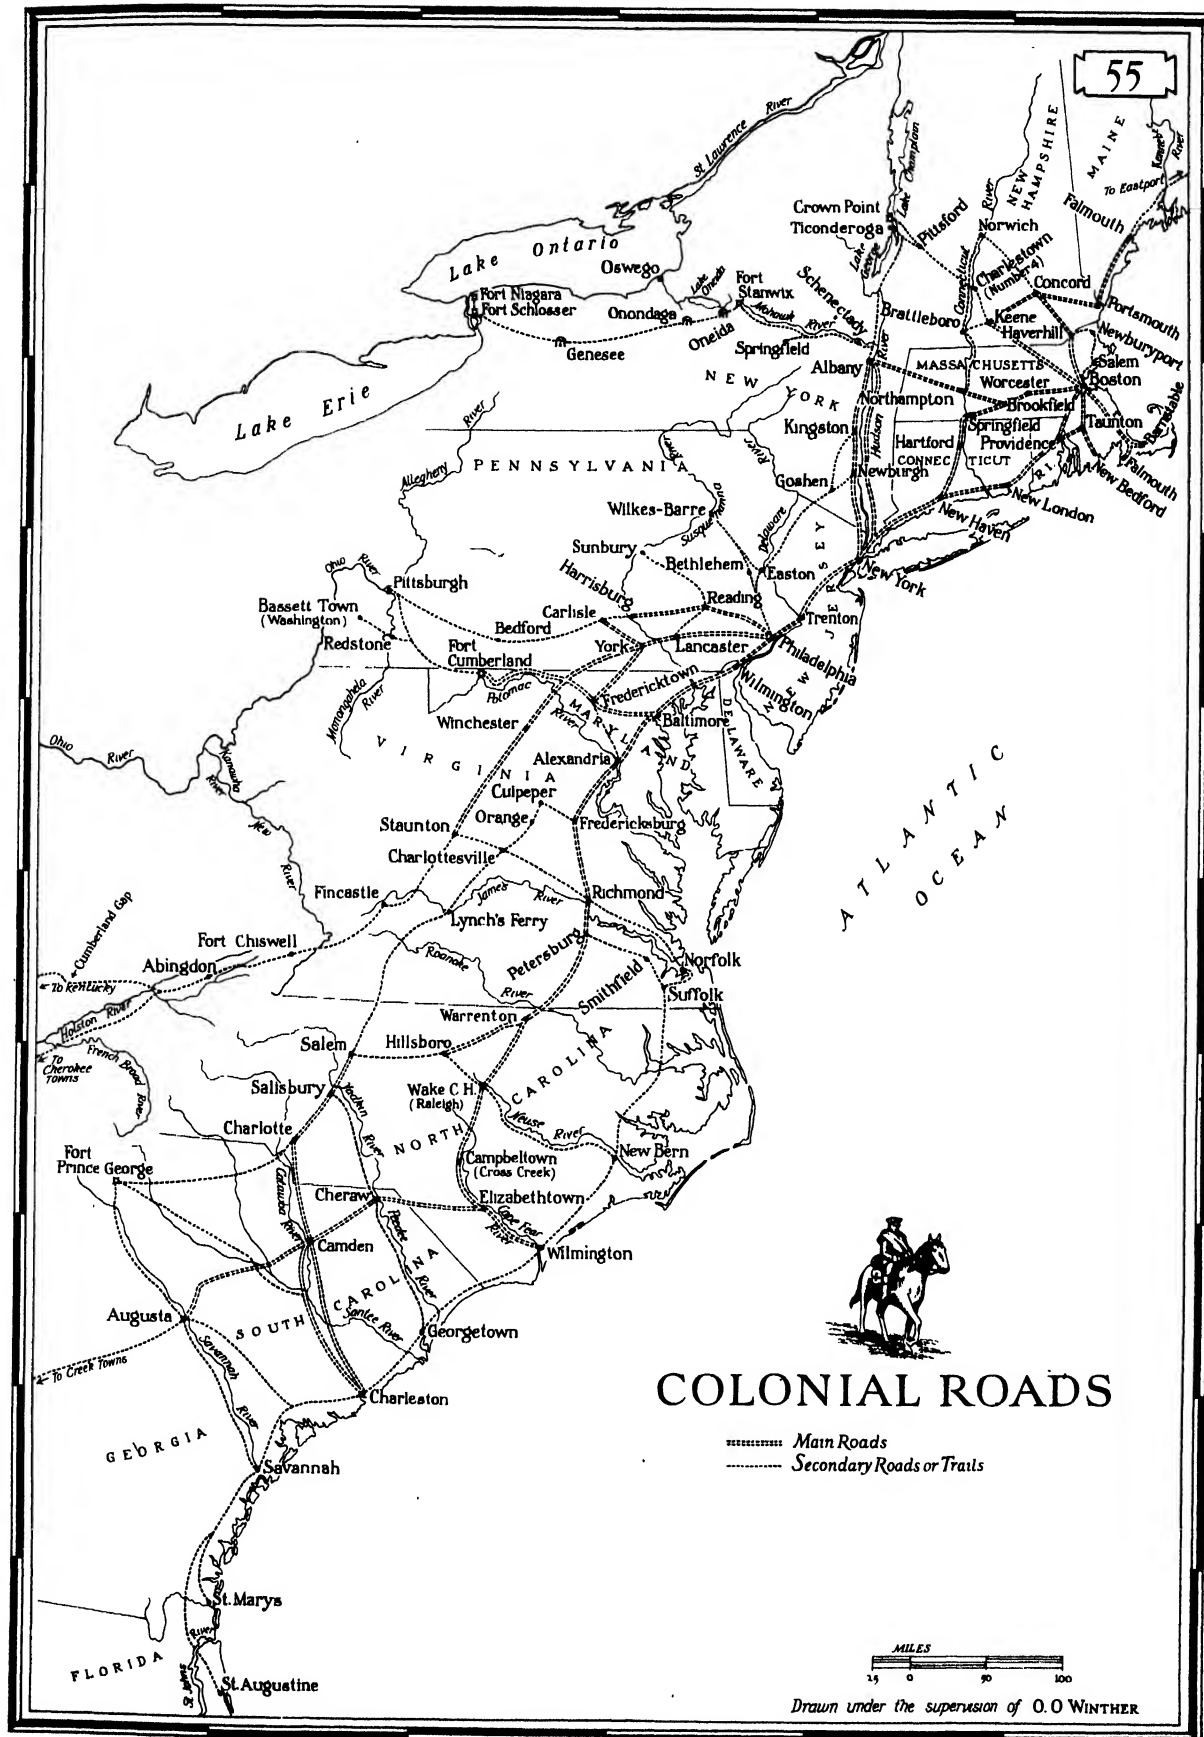 55
St Lawrence River
Lake Champlain
Lake George
Connecticut River
NEW HAMPSHIRE
MAINE
River
To Eastport
Crown Point
Ticonderoga
Pittsford
Norwich
Falmouth
Charlestown
(Number 4)
Concord
Portsmouth
Lake Ontario
Oswego
Lake Oneida
Fort
Stanwix
Schenectady
Brattleboro
Keene
Haverhill
Newburyport
Fort Niagara
Fort Schlosser
Onondaga
Oneida
Mohawk River
Genesee
Springfield
Albany
River
MASSACHUSETTS
Salem
Boston
Worcester
NEW YORK
Northampton
Brookfield
Lake Erie
Kingston
Hudson
Springfield
Taunton
Barnstable
Hartford
Providence
CONNECTICUT
R.I.
Falmouth
New Bedford
River
Allegheny
PENNSYLVANIA
River
River
Goshen
Newburgh
New London
New Haven
Wilkes-Barre
Delaware
Sunbury
Bethlehem
Easton
New York
NEW JERSEY
Ohio River
Pittsburgh
Harrisburg
Reading
Bassett Town
(Washington)
Carlisle
Bedford
Trenton
Redstone
York
Lancaster
Philadelphia
Fort
Cumberland
Fredericktown
Wilmington
Potomac
River
River
Winchester
MARYLAND
Baltimore
DELAWARE
Ohio River
Kanawha
River
VIRGINIA
Alexandria
Culpeper
Orange
Fredericksburg
ATLANTIC
OCEAN
New
River
Staunton
Charlottesville
Fincastle
James River
Richmond
Lynch's Ferry
Cumberland Gap
Fort Chiswell
Petersburg
Abingdon
Roanoke
River
Norfolk
Smithfield
Suffolk
To Kentucky
Holston River
Warrenton
French Broad
River
To
Cherokee
Towns
Salem
Hillsboro
NORTH CAROLINA
Salisbury
Yadkin
River
Wake C H.
(Raleigh)
Charlotte
Neuse
River
Fort
Prince George
Campbeltown
(Cross Creek)
New Bern
Catawba River
Cheraw
Elizabethtown
Cape Fear
River
Peedee
River
Camden
Wilmington
SOUTH CAROLINA
Santee River
Augusta
Georgetown
To Creek Towns
Savannah
River
Charleston
GEORGIA
Savannah
St. Marys
River
FLORIDA
St. Augustine
COLONIAL ROADS
Main Roads
Secondary Roads or Trails
MILES
0 50 100
Drawn under the supervision of O. O WINTHER